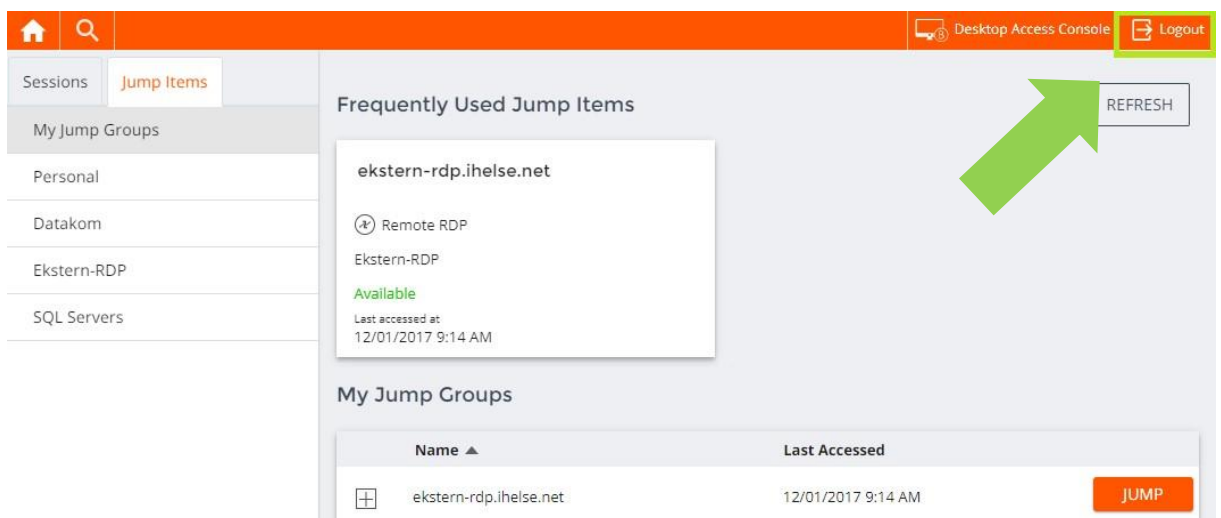 Desktop Access Console Logout
Sessions Jump Items
My Jump Groups
Personal
Datakom
Ekstern-RDP
SQL Servers
Frequently Used Jump Items
REFRESH
ekstern-rdp.ihelse.net
Remote RDP
Ekstern-RDP
Available
Last accessed at
12/01/2017 9:14 AM
My Jump Groups
Name Last Accessed
ekstern-rdp.ihelse.net 12/01/2017 9:14 AM JUMP